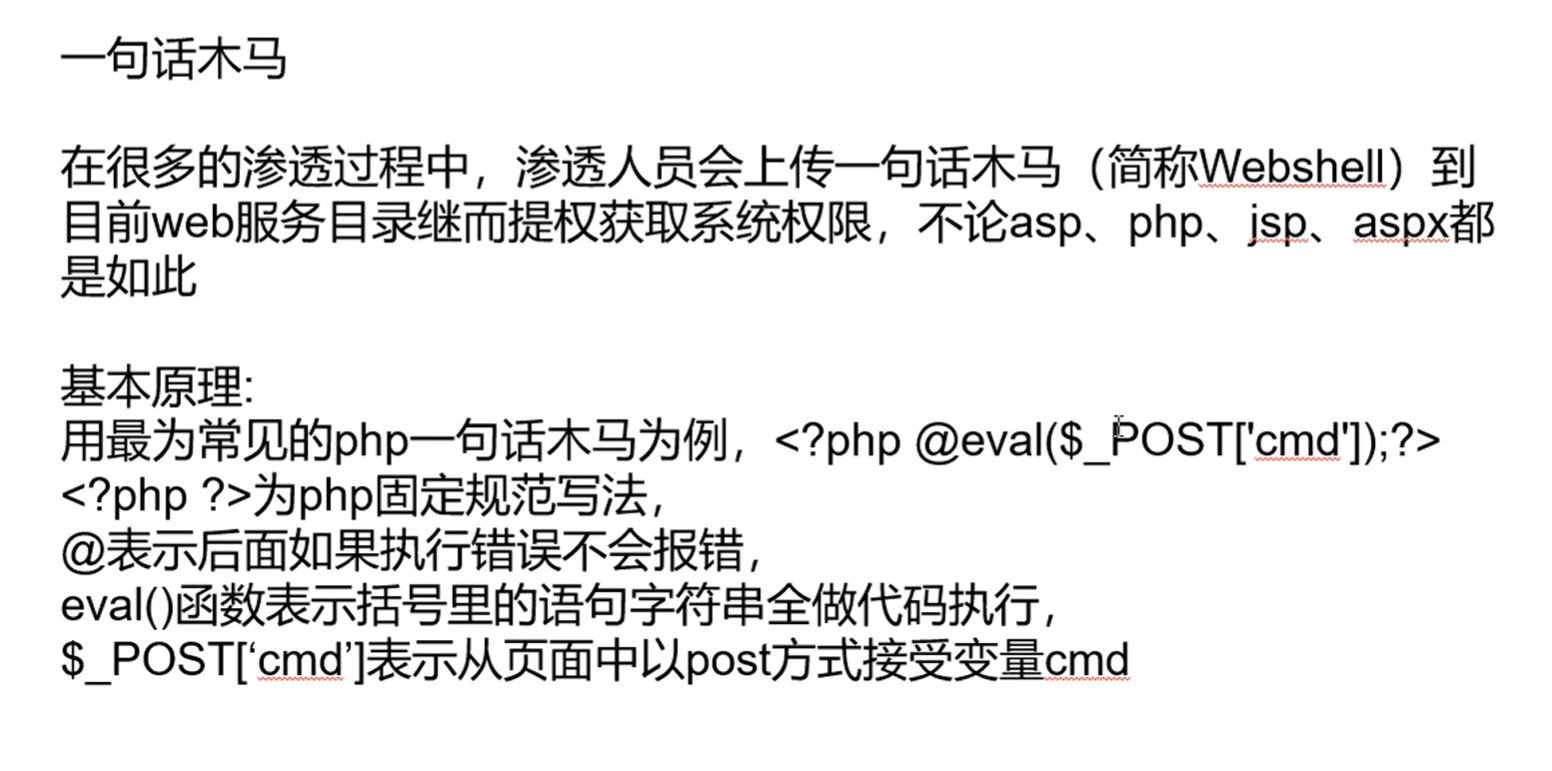 一句话木马
在很多的渗透过程中，渗透人员会上传一句话木马（简称Webshell）到
目前web服务目录继而提权获取系统权限，不论asp、php、jsp、aspx都
是如此
基本原理:
用最为常见的php一句话木马为例，<?php @eval($_POST['cmd']);?>
<?php ?>为php固定规范写法，
@表示后面如果执行错误不会报错，
eval()函数表示括号里的语句字符串全做代码执行，
$_POST[‘cmd’]表示从页面中以post方式接受变量cmd